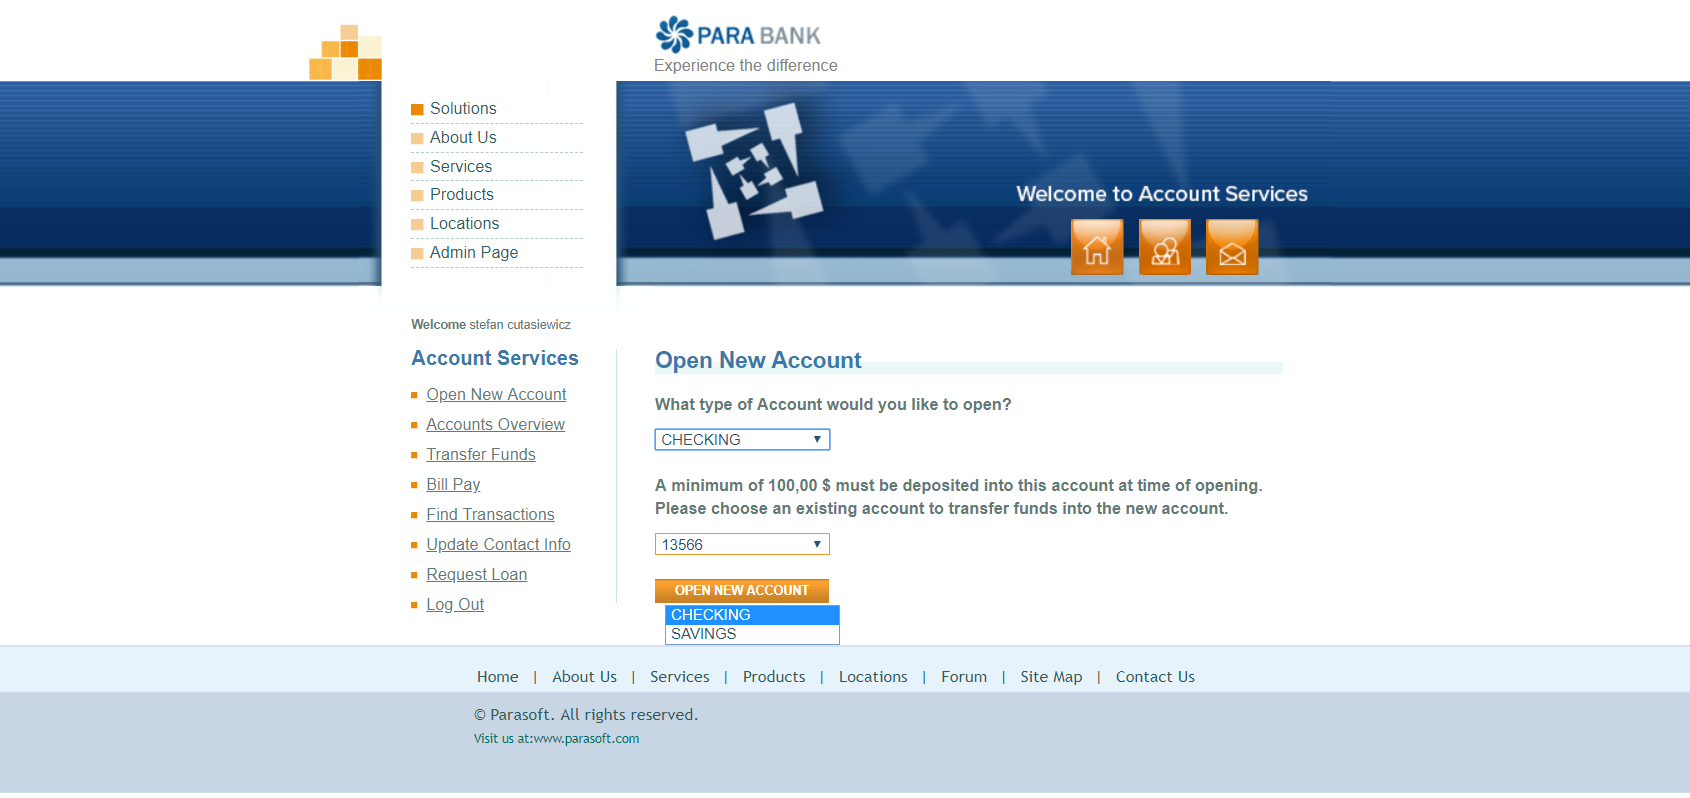 PARA BANK
Experience the difference
Solutions
About Us
Services
Products
Locations
Admin Page
Welcome to Account Services
Welcome stefan cutasiewicz
Account Services
Open New Account
Accounts Overview
Transfer Funds
Bill Pay
Find Transactions
Update Contact Info
Request Loan
Log Out
Open New Account
What type of Account would you like to open?
CHECKING
A minimum of 100,00 $ must be deposited into this account at time of opening.
Please choose an existing account to transfer funds into the new account.
13566
OPEN NEW ACCOUNT
CHECKING
SAVINGS
Home | About Us | Services | Products | Locations | Forum | Site Map | Contact Us
© Parasoft. All rights reserved.
Visit us at:www.parasoft.com